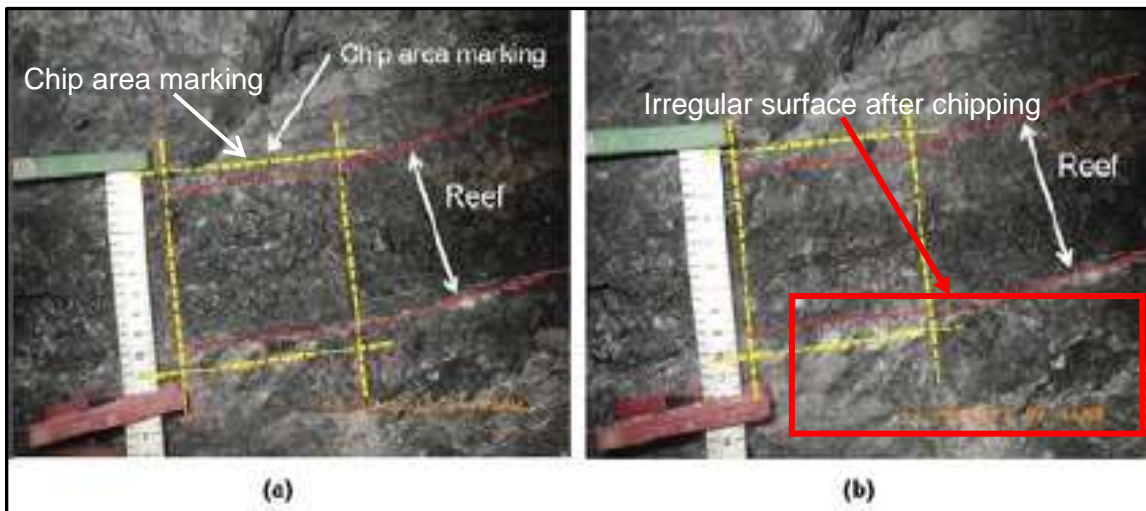 Chip area marking
Chip area marking
Reef
(a)
Irregular surface after chipping
Reef
(b)